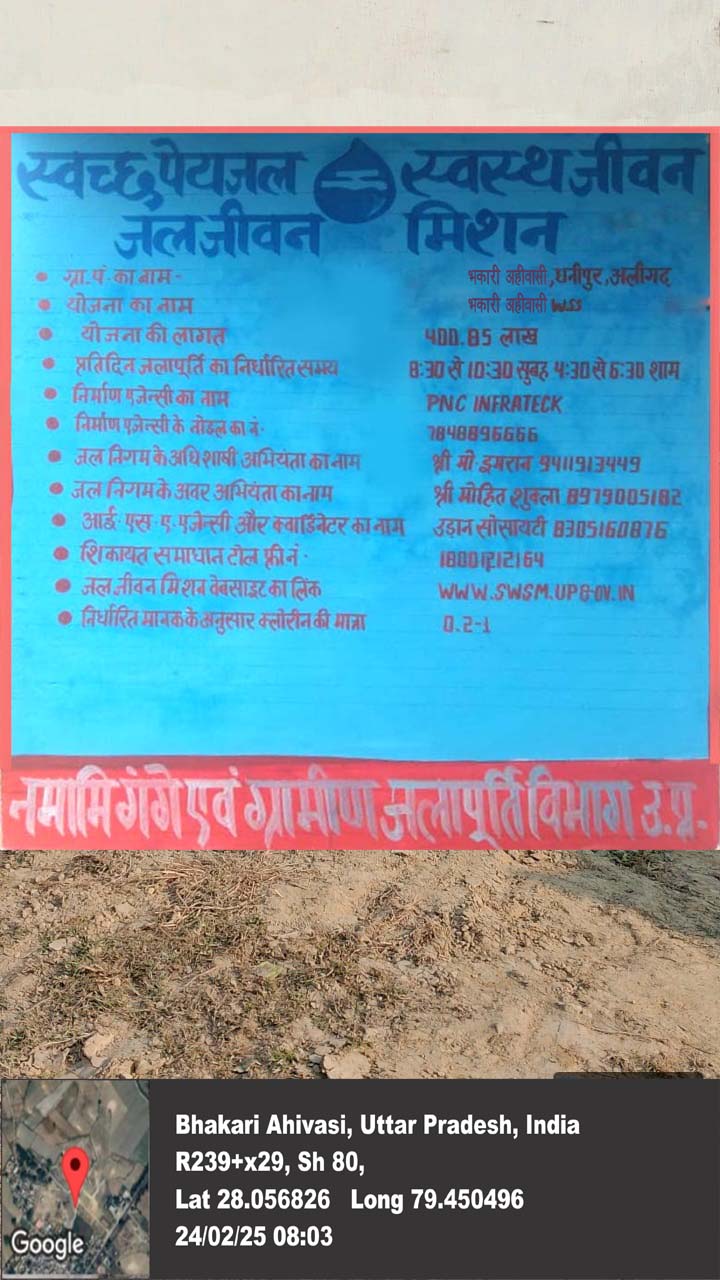 स्वच्छ पेयजल स्वस्थ जीवन
जल जीवन मिशन
ग्रा.पं. का नाम - भकारी अहीवासी, धनीपुर, अलीगढ
योजना का नाम भकारी अहीवासी WSS
योजना की लागत 400.85 लाख
प्रतिदिन जलापूर्ति का निर्धारित समय 8:30 से 10:30 सुबह 4:30 से 6:30 शाम
निर्माण एजेन्सी का नाम PNC INFRATECK
निर्माण एजेन्सी के नोडल का नं. 7848896666
जल निगम के अधिशाषी अभियंता का नाम श्री मो इमरान 9411913449
जल निगम के अवर अभियंता का नाम श्री मोहित शुक्ला 8979005182
आई. एस. ए. एजेन्सी और क्वार्डिनेटर का नाम उड़ान सोसायटी 8305160876
शिकायत समाधान टोल फ्री नं. 18001212164
जल जीवन मिशन वेबसाइट का लिंक WWW.SWSM.UPGOV.IN
निर्धारित मानक के अनुसार क्लोरीन की मात्रा 0.2-1
नमामि गंगे एवं ग्रामीण जलापूर्ति विभाग उ.प्र.
Bhakari Ahivasi, Uttar Pradesh, India
R239+x29, Sh 80,
Lat 28.056826 Long 79.450496
24/02/25 08:03
Google